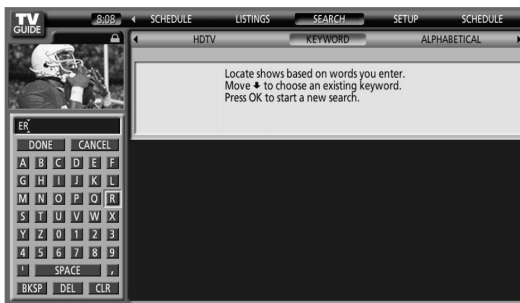 TV
GUIDE
8:08
SCHEDULE LISTINGS SEARCH SETUP SCHEDULE
HDTV KEYWORD ALPHABETICAL
Locate shows based on words you enter.
Move to choose an existing keyword.
Press OK to start a new search.
ER
DONE CANCEL
A B C D E F
G H I J K L
M N O P Q R
S T U V W X
Y Z 0 1 2 3
4 5 6 7 8 9
' SPACE ,
BKSP DEL CLR